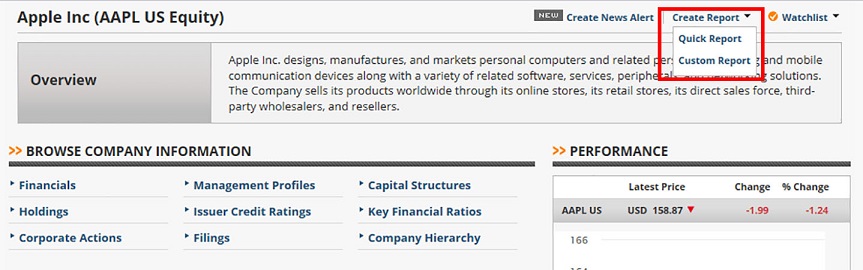 Apple Inc (AAPL US Equity)
NEW Create News Alert Create Report Watchlist
Quick Report
Custom Report
Overview
Apple Inc. designs, manufactures, and markets personal computers and related and mobile
communication devices along with a variety of related software, services, solutions.
The Company sells its products worldwide through its online stores, its retail stores, its direct sales force, third-
party wholesalers, and resellers.
>> BROWSE COMPANY INFORMATION
Financials Management Profiles Capital Structures
Holdings Issuer Credit Ratings Key Financial Ratios
Corporate Actions Filings Company Hierarchy
>> PERFORMANCE
Latest Price Change % Change
AAPL US USD 158.87 -1.99 -1.24
166